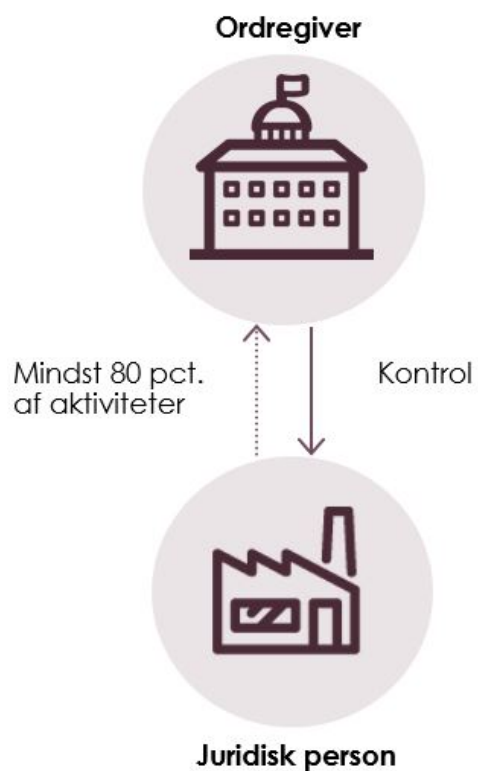 Ordregiver
Mindst 80 pct.
af aktiviteter
Kontrol
Juridisk person